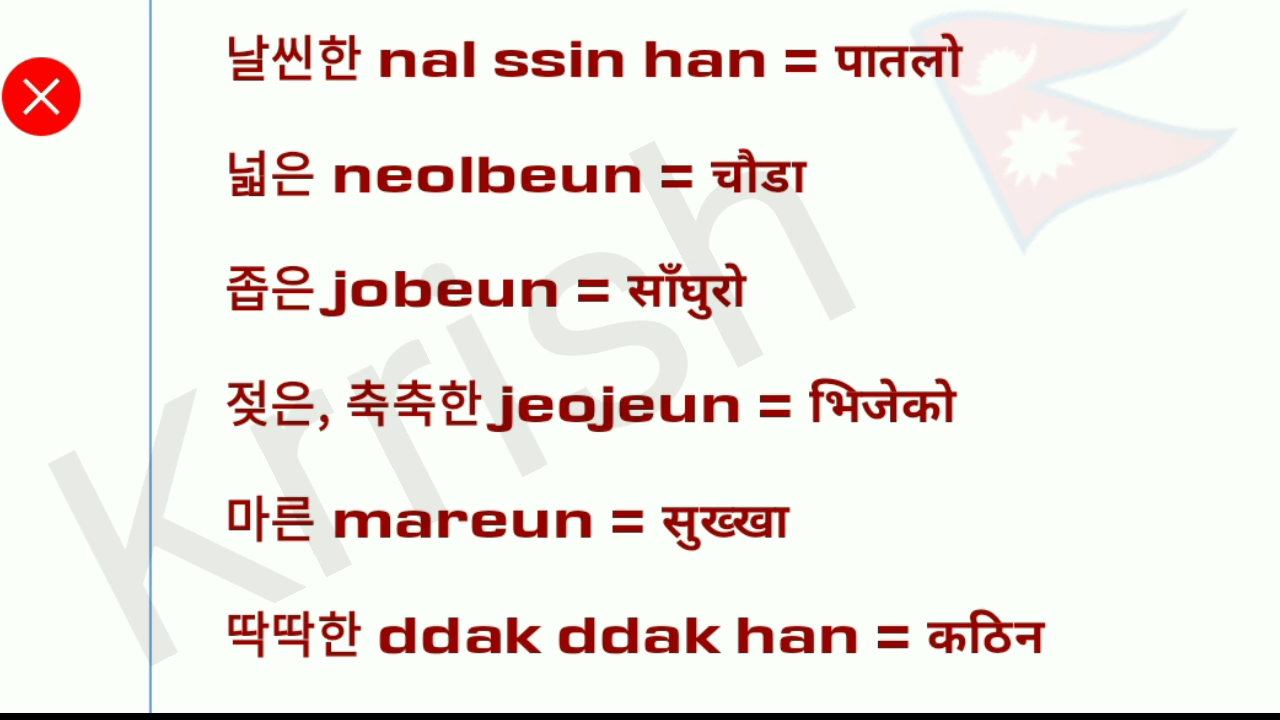 날씬한 nal ssin han = पातलो
넓은 neolbeun = चौडा
좁은 jobeun = साँघुरो
젖은, 축축한 jeojeun = भिजेको
마른 mareun = सुख्खा
딱딱한 ddak ddak han = कठिन
Krrish